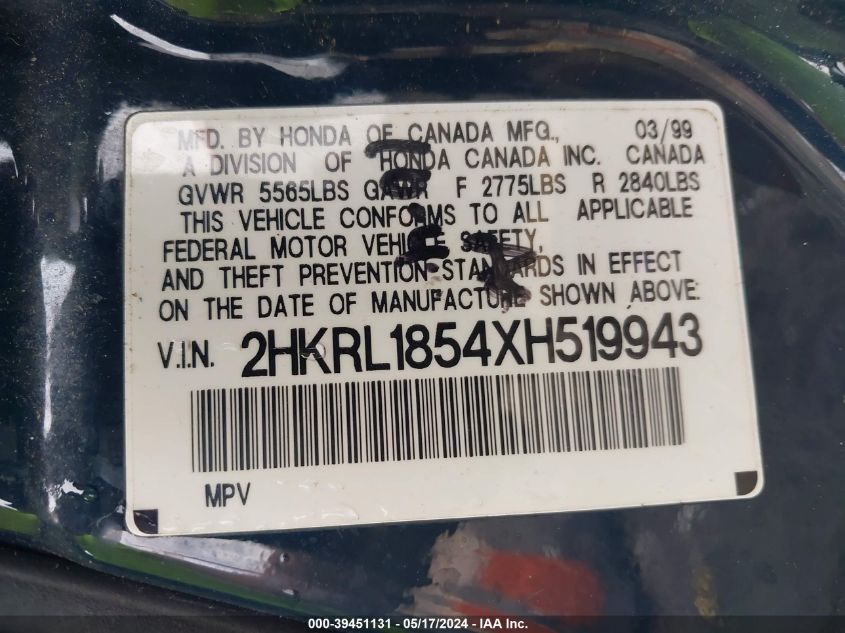 MFD. BY HONDA OF CANADA MFG., 03/99
A DIVISION OF HONDA CANADA INC. CANADA
GVWR 5565LBS GAWR F 2775LBS R 2840LBS
THIS VEHICLE CONFORMS TO ALL APPLICABLE
FEDERAL MOTOR VEHICLE SAFETY,
AND THEFT PREVENTION STANDARDS IN EFFECT
ON THE DATE OF MANUFACTURE SHOWN ABOVE.
V.I.N. 2HKRL1854XH519943
MPV
000-39451131 - 05/17/2024 - IAA Inc.